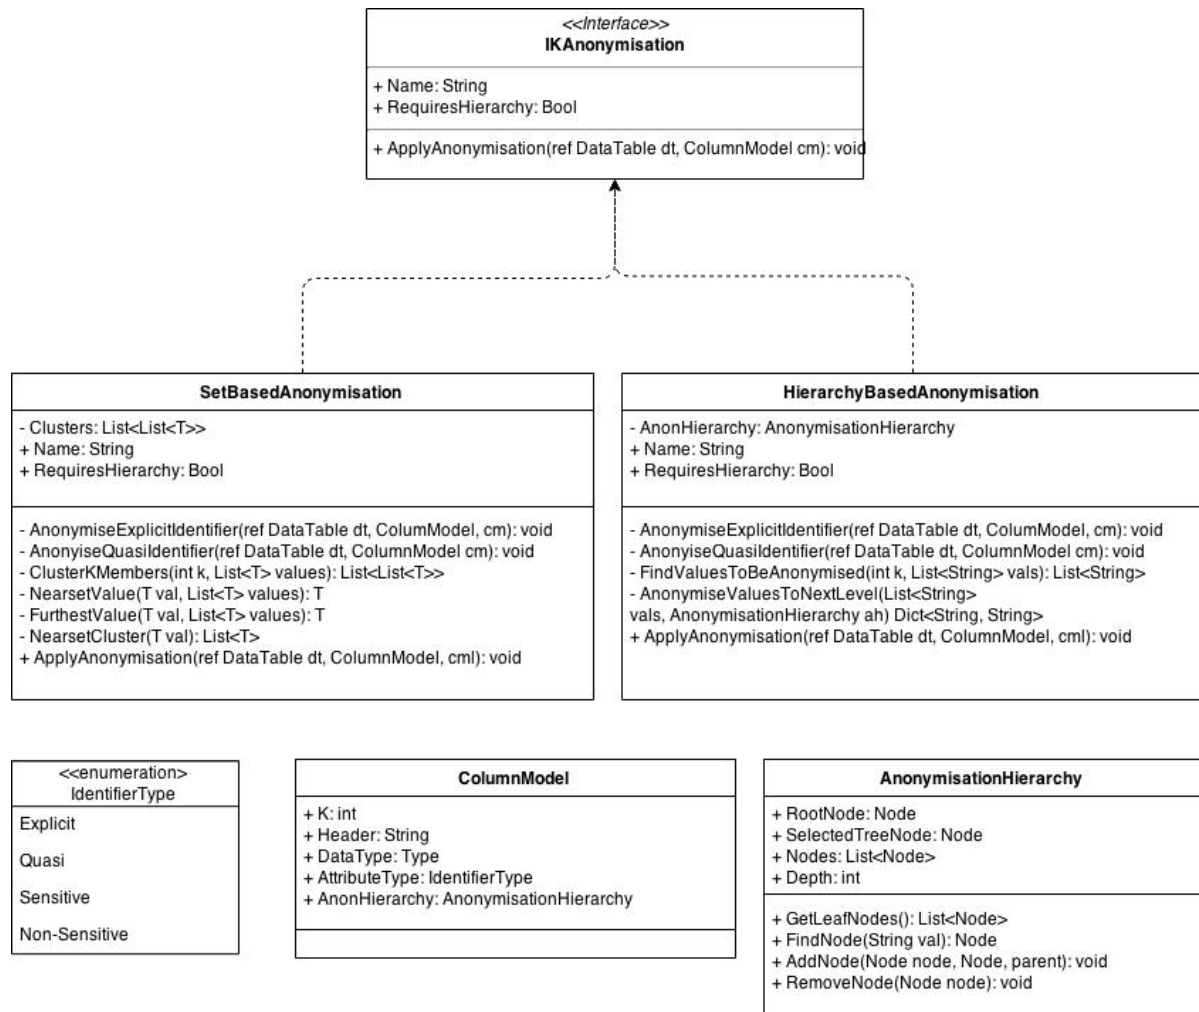 <<Interface>>
IKAnonymisation
+ Name: String
+ RequiresHierarchy: Bool
+ ApplyAnonymisation(ref DataTable dt, ColumnModel cm): void
SetBasedAnonymisation
- Clusters: List<List<T>>
+ Name: String
+ RequiresHierarchy: Bool
- AnonymiseExplicitIdentifier(ref DataTable dt, ColumModel, cm): void
- AnonyiseQuasiIdentifier(ref DataTable dt, ColumnModel cm): void
- ClusterKMembers(int k, List<T> values): List<List<T>>
- NearsetValue(T val, List<T> values): T
- FurthestValue(T val, List<T> values): T
- NearsetCluster(T val): List<T>
+ ApplyAnonymisation(ref DataTable dt, ColumnModel, cml): void
HierarchyBasedAnonymisation
- AnonHierarchy: AnonymisationHierarchy
+ Name: String
+ RequiresHierarchy: Bool
- AnonymiseExplicitIdentifier(ref DataTable dt, ColumModel, cm): void
- AnonyiseQuasiIdentifier(ref DataTable dt, ColumnModel cm): void
- FindValuesToBeAnonymised(int k, List<String> vals): List<String>
- AnonymiseValuesToNextLevel(List<String>
vals, AnonymisationHierarchy ah) Dict<String, String>
+ ApplyAnonymisation(ref DataTable dt, ColumnModel, cml): void
<<enumeration>
IdentifierType
Explicit
Quasi
Sensitive
Non-Sensitive
ColumnModel
+ K: int
+ Header: String
+ DataType: Type
+ AttributeType: IdentifierType
+ AnonHierarchy: AnonymisationHierarchy
AnonymisationHierarchy
+ RootNode: Node
+ SelectedTreeNode: Node
+ Nodes: List<Node>
+ Depth: int
+ GetLeafNodes(): List<Node>
+ FindNode(String val): Node
+ AddNode(Node node, Node, parent): void
+ RemoveNode(Node node): void